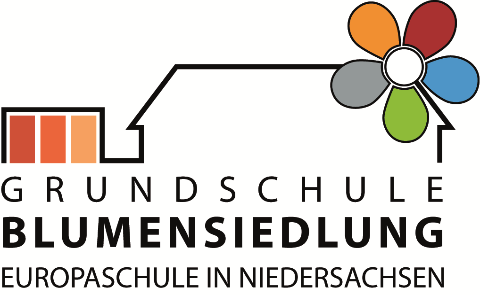 GRUNDSCHULE
BLUMENSIEDLUNG
EUROPASCHULE IN NIEDERSACHSEN